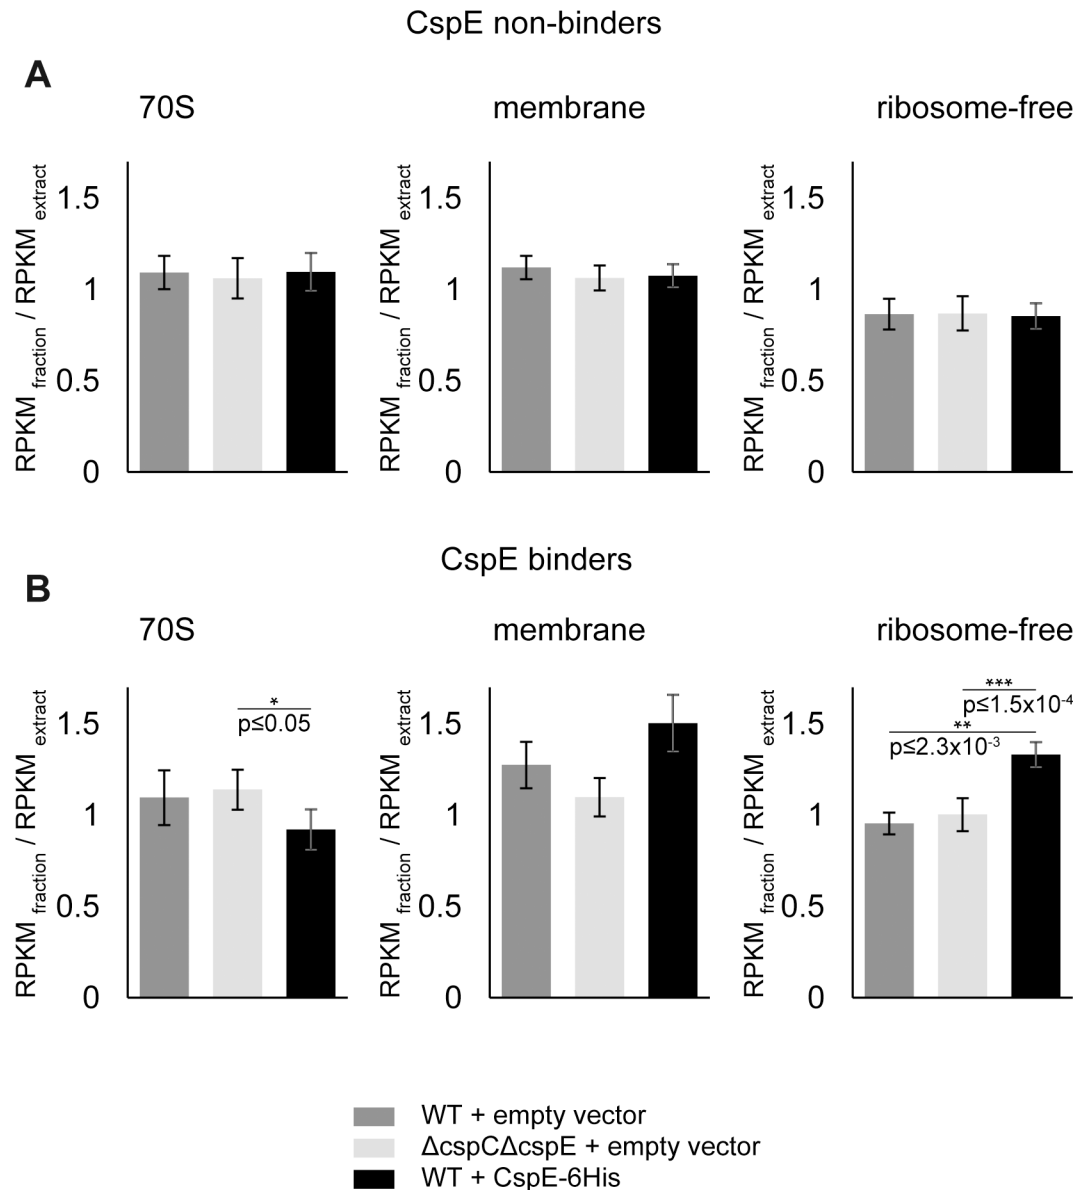 CspE non-binders
A
70S
membrane
ribosome-free
RPKM fraction / RPKM extract
1.5
1
0.5
0
RPKM fraction / RPKM extract
1.5
1
0.5
0
RPKM fraction / RPKM extract
1.5
1
0.5
0
CspE binders
B
70S
membrane
ribosome-free
RPKM fraction / RPKM extract
1.5
1
0.5
0
*
p≤0.05
RPKM fraction / RPKM extract
1.5
1
0.5
0
RPKM fraction / RPKM extract
1.5
1
0.5
0
***
p≤1.5x10-4
**
p≤2.3x10-3
WT + empty vector
ΔcspCΔcspE + empty vector
WT + CspE-6His